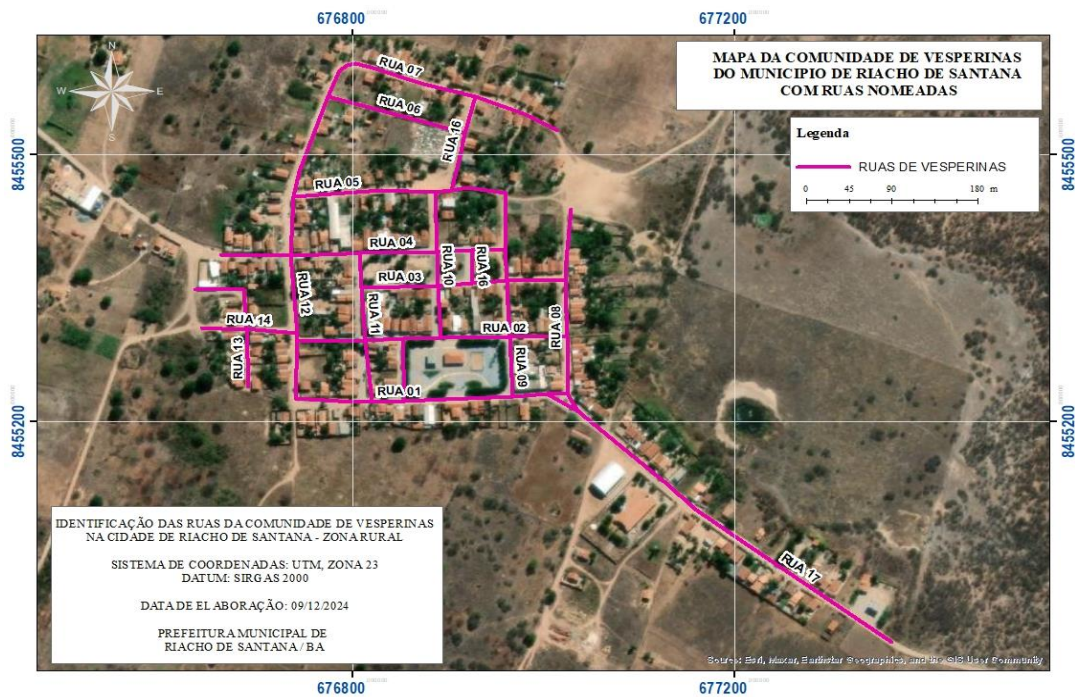 676800
677200
MAPA DA COMUNIDADE DE VESPERINAS
DO MUNICIPIO DE RIACHO DE SANTANA
COM RUAS NOMEADAS
N
W
E
S
Legenda
RUAS DE VESPERINAS
0 45 90 180 m
8455500
8455500
RUA 07
RUA 06
RUA 16
RUA 05
RUA 04
RUA 03
RUA 10
RUA 16
RUA 12
RUA 11
RUA 14
RUA 02
RUA 08
RUA 13
RUA 09
RUA 01
8455200
8455200
RUA 17
IDENTIFICAÇÃO DAS RUAS DA COMUNIDADE DE VESPERINAS
NA CIDADE DE RIACHO DE SANTANA - ZONA RURAL
SISTEMA DE COORDENADAS: UTM, ZONA 23
DATUM: SIRGAS 2000
DATA DE ELABORAÇÃO: 09/12/2024
PREFEITURA MUNICIPAL DE
RIACHO DE SANTANA / BA
Source: Esri, Maxar, Earthstar Geographics, and the GIS User Community
676800
677200